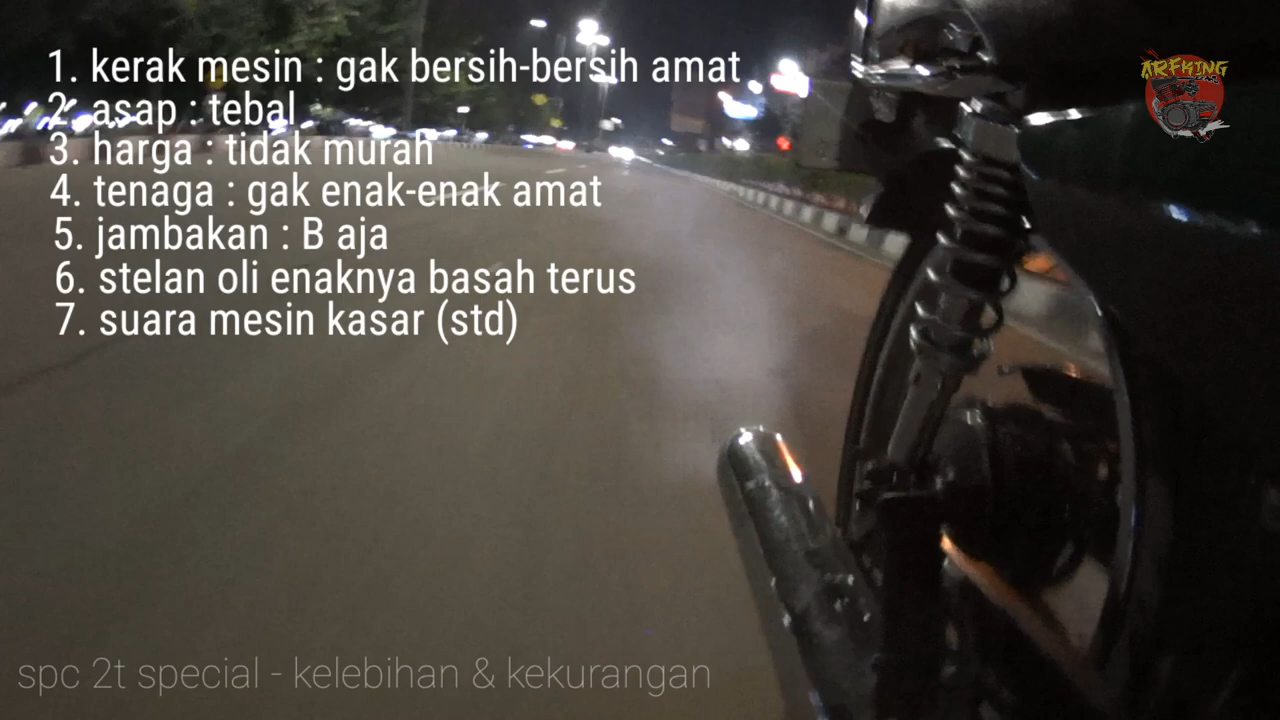 1. kerak mesin : gak bersih-bersih amat
2. asap : tebal
3. harga : tidak murah
4. tenaga : gak enak-enak amat
5. jambakan : B aja
6. stelan oli enaknya basah terus
7. suara mesin kasar (std)
ARFKING
spc 2t special - kelebihan & kekurangan